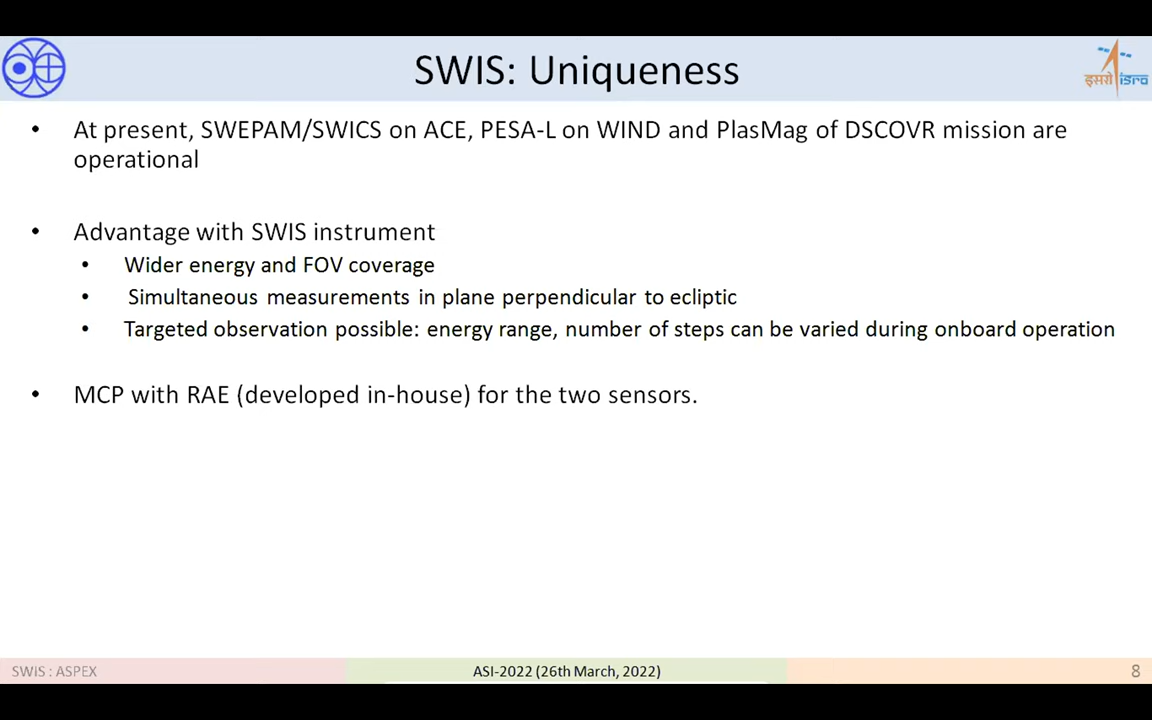 SWIS: Uniqueness
इसरो isro
• At present, SWEPAM/SWICS on ACE, PESA-L on WIND and PlasMag of DSCOVR mission are
operational
• Advantage with SWIS instrument
• Wider energy and FOV coverage
• Simultaneous measurements in plane perpendicular to ecliptic
• Targeted observation possible: energy range, number of steps can be varied during onboard operation
• MCP with RAE (developed in-house) for the two sensors.
SWIS : ASPEX
ASI-2022 (26th March, 2022)
8